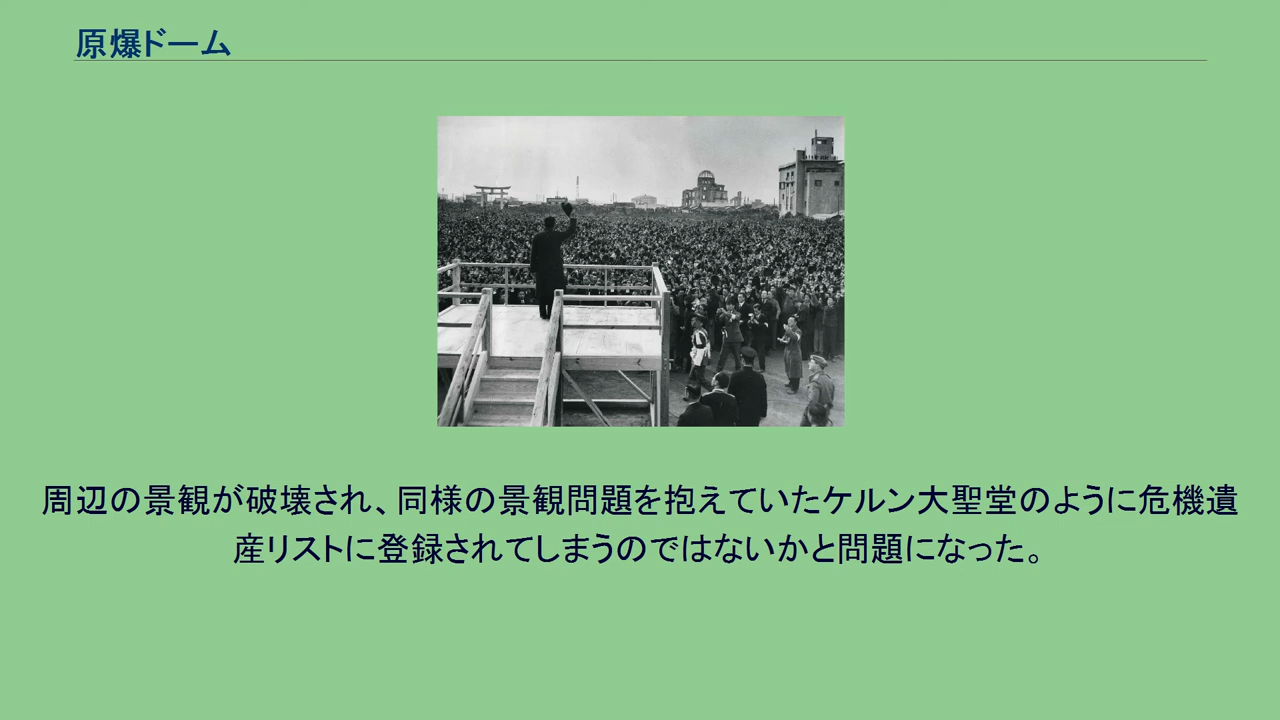 原爆ドーム
周辺の景観が破壊され、同様の景観問題を抱えていたケルン大聖堂のように危機遺
産リストに登録されてしまうのではないかと問題になった。